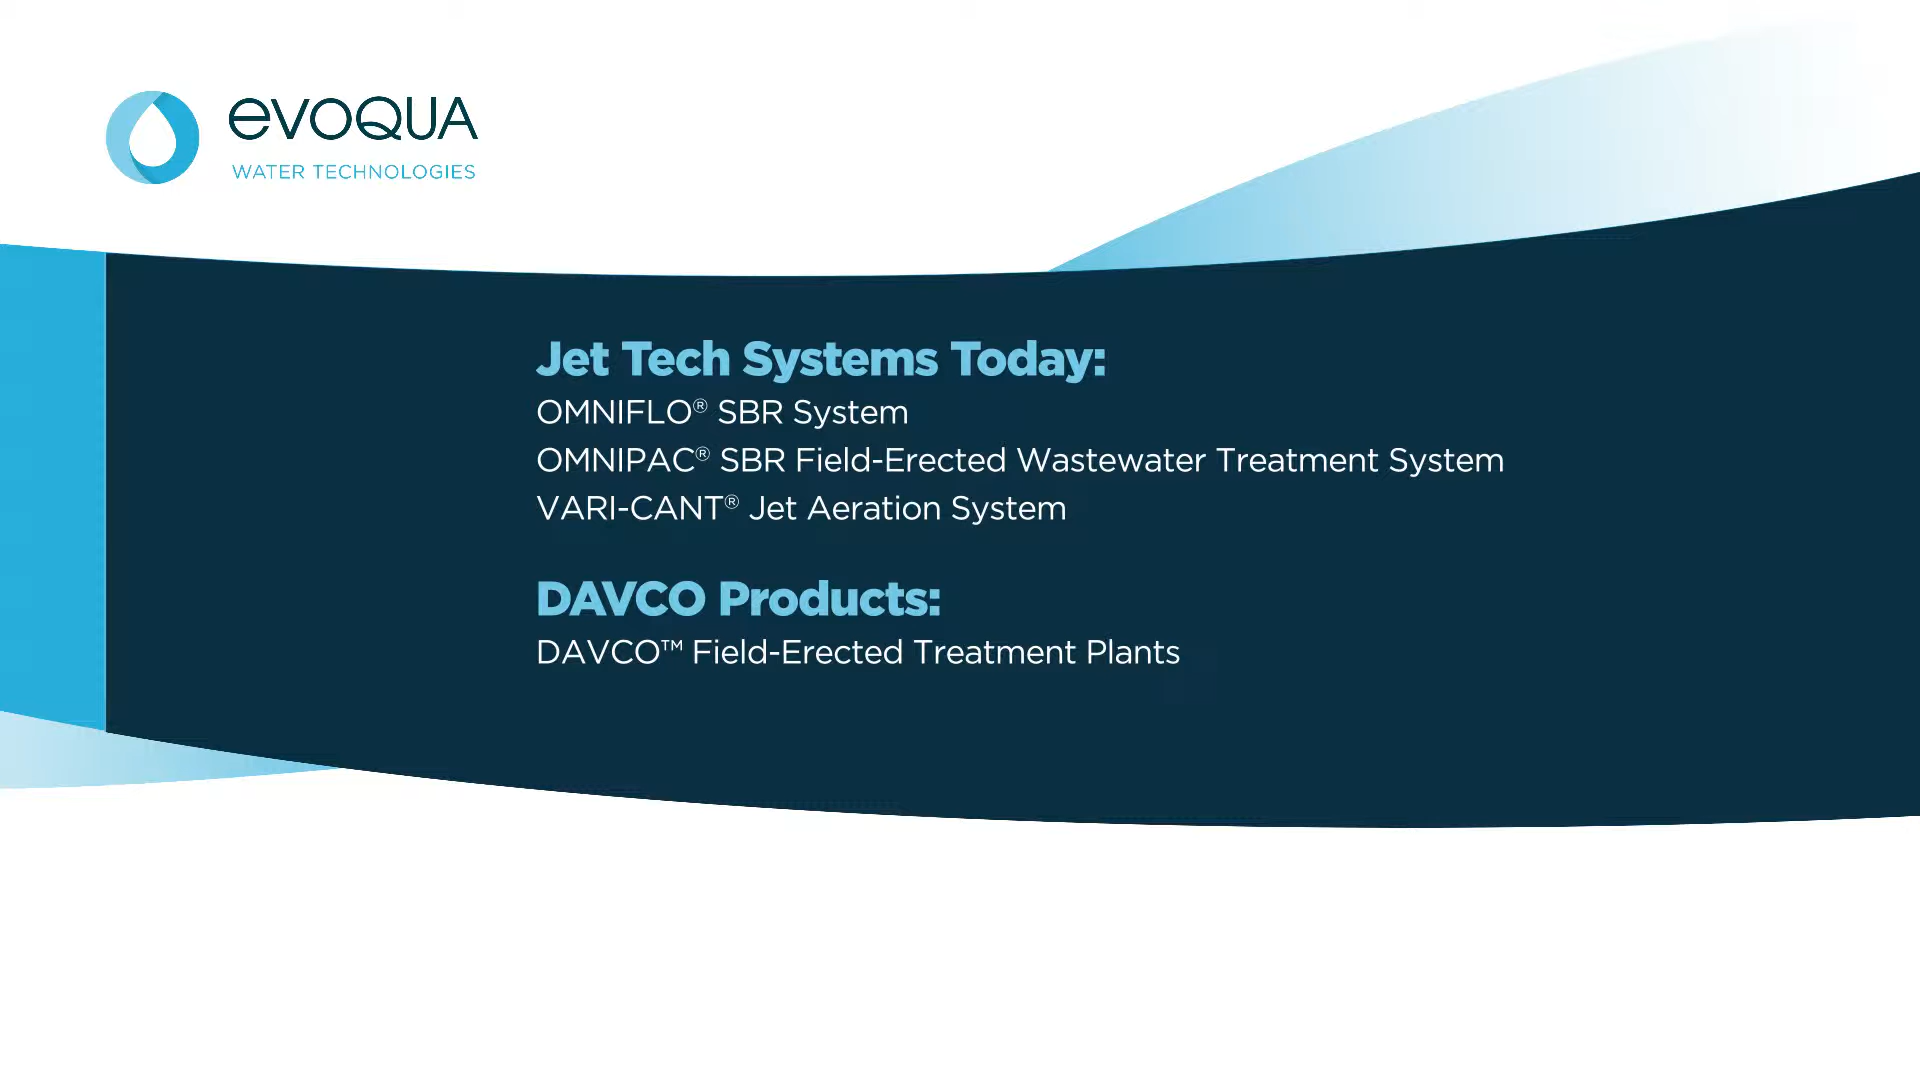 evoQUA
WATER TECHNOLOGIES
Jet Tech Systems Today:
OMNIFLO® SBR System
OMNIPAC® SBR Field-Erected Wastewater Treatment System
VARI-CANT® Jet Aeration System
DAVCO Products:
DAVCO™ Field-Erected Treatment Plants